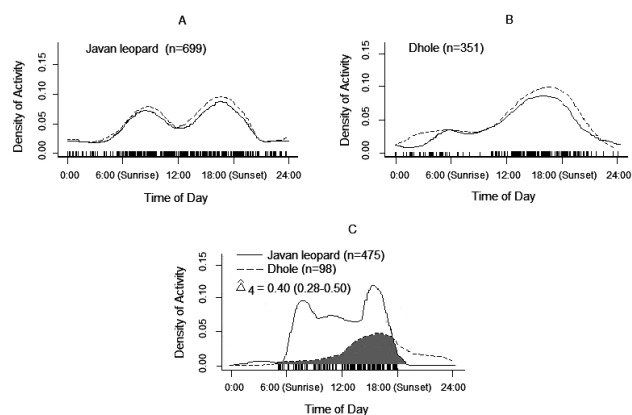 A
Javan leopard (n=699)
Density of Activity
0.15
0.10
0.05
0.00
0:00 6:00 (Sunrise) 12:00 18:00 (Sunset) 24:00
Time of Day
B
Dhole (n=351)
Density of Activity
0.15
0.10
0.05
0.00
0:00 6:00 (Sunrise) 12:00 18:00 (Sunset) 24:00
Time of Day
C
Javan leopard (n=475)
Dhole (n=98)
Δ̂4 = 0.40 (0.28-0.50)
Density of Activity
0.15
0.10
0.05
0.00
0:00 6:00 (Sunrise) 12:00 18:00 (Sunset) 24:00
Time of Day